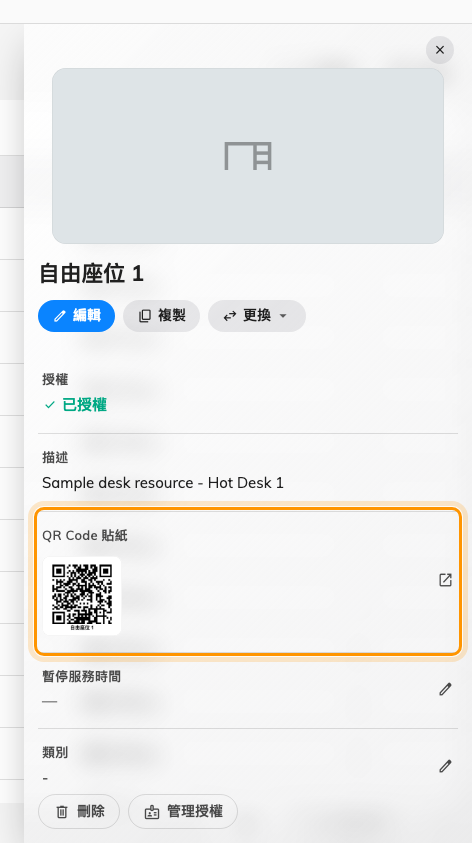 自由座位 1
編輯
複製
更換
授權
已授權
描述
Sample desk resource - Hot Desk 1
QR Code 貼紙
自由座位 1
暫停服務時間
—
類別
-
刪除
管理授權